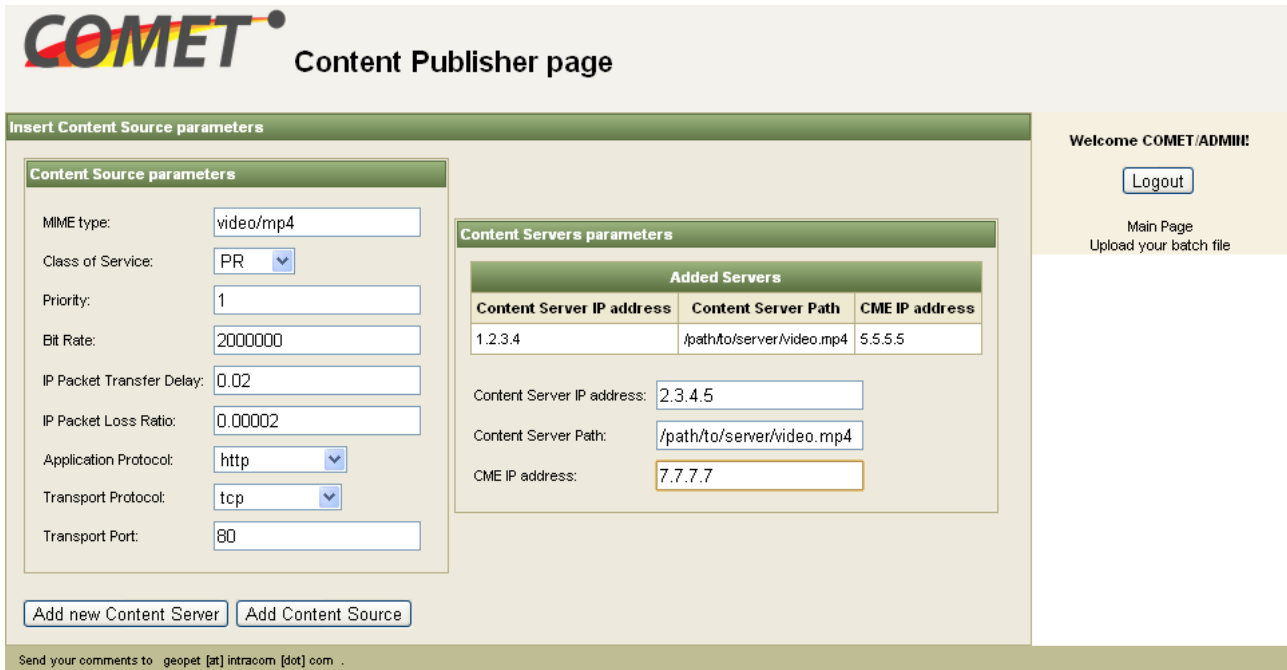 COMET
Content Publisher page
Insert Content Source parameters
Content Source parameters
MIME type: video/mp4
Class of Service: PR
Priority: 1
Bit Rate: 2000000
IP Packet Transfer Delay: 0.02
IP Packet Loss Ratio: 0.00002
Application Protocol: http
Transport Protocol: tcp
Transport Port: 80
Content Servers parameters
Added Servers
Content Server IP address Content Server Path CME IP address
1.2.3.4 /path/to/server/video.mp4 5.5.5.5
Content Server IP address: 2.3.4.5
Content Server Path: /path/to/server/video.mp4
CME IP address: 7.7.7.7
Add new Content Server Add Content Source
Welcome COMET/ADMIN!
Logout
Main Page
Upload your batch file
Send your comments to geopet [at] intracom [dot] com .